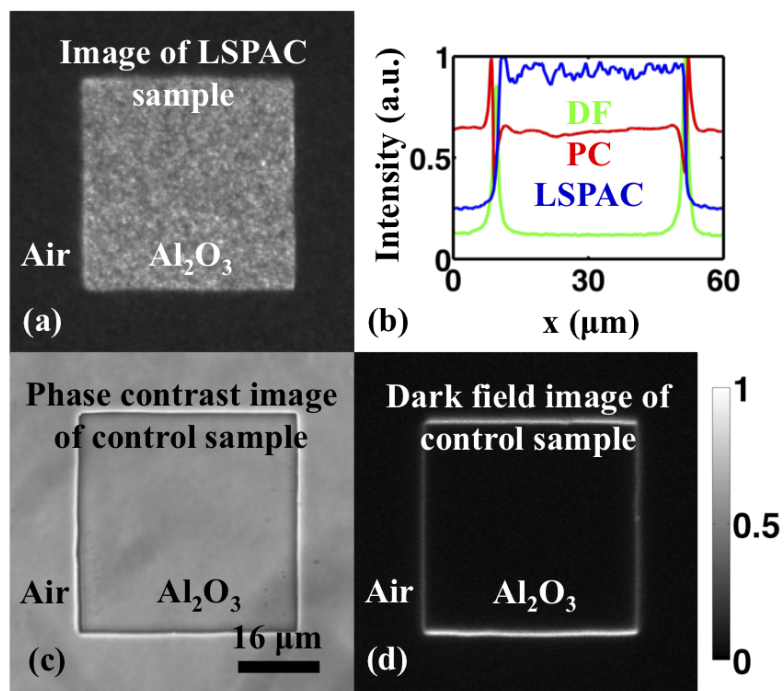 Image of LSPAC
sample
Air
Al₂O₃
(a)
Intensity (a.u.)
1
0.5
0
DF
PC
LSPAC
0
30
60
(b)
x (μm)
Phase contrast image
of control sample
Air
Al₂O₃
16 μm
(c)
Dark field image of
control sample
Air
Al₂O₃
(d)
1
0.5
0